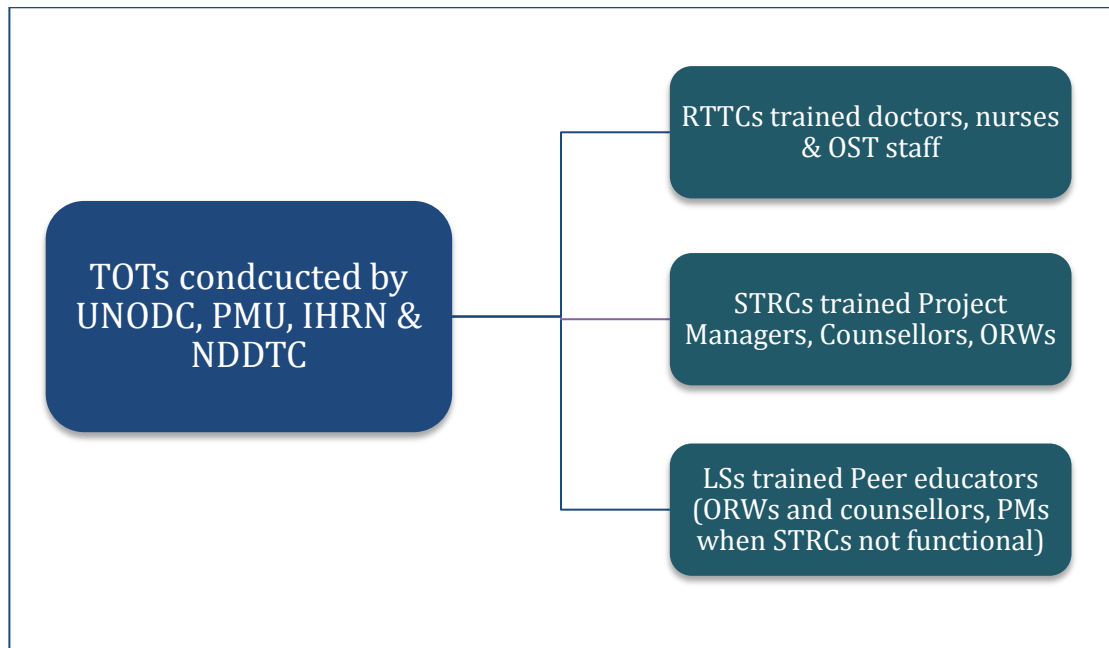 TOTs condcucted by
UNODC, PMU, IHRN &
NDDTC
RTTCs trained doctors, nurses
& OST staff
STRCs trained Project
Managers, Counsellors, ORWs
LSs trained Peer educators
(ORWs and counsellors, PMs
when STRCs not functional)